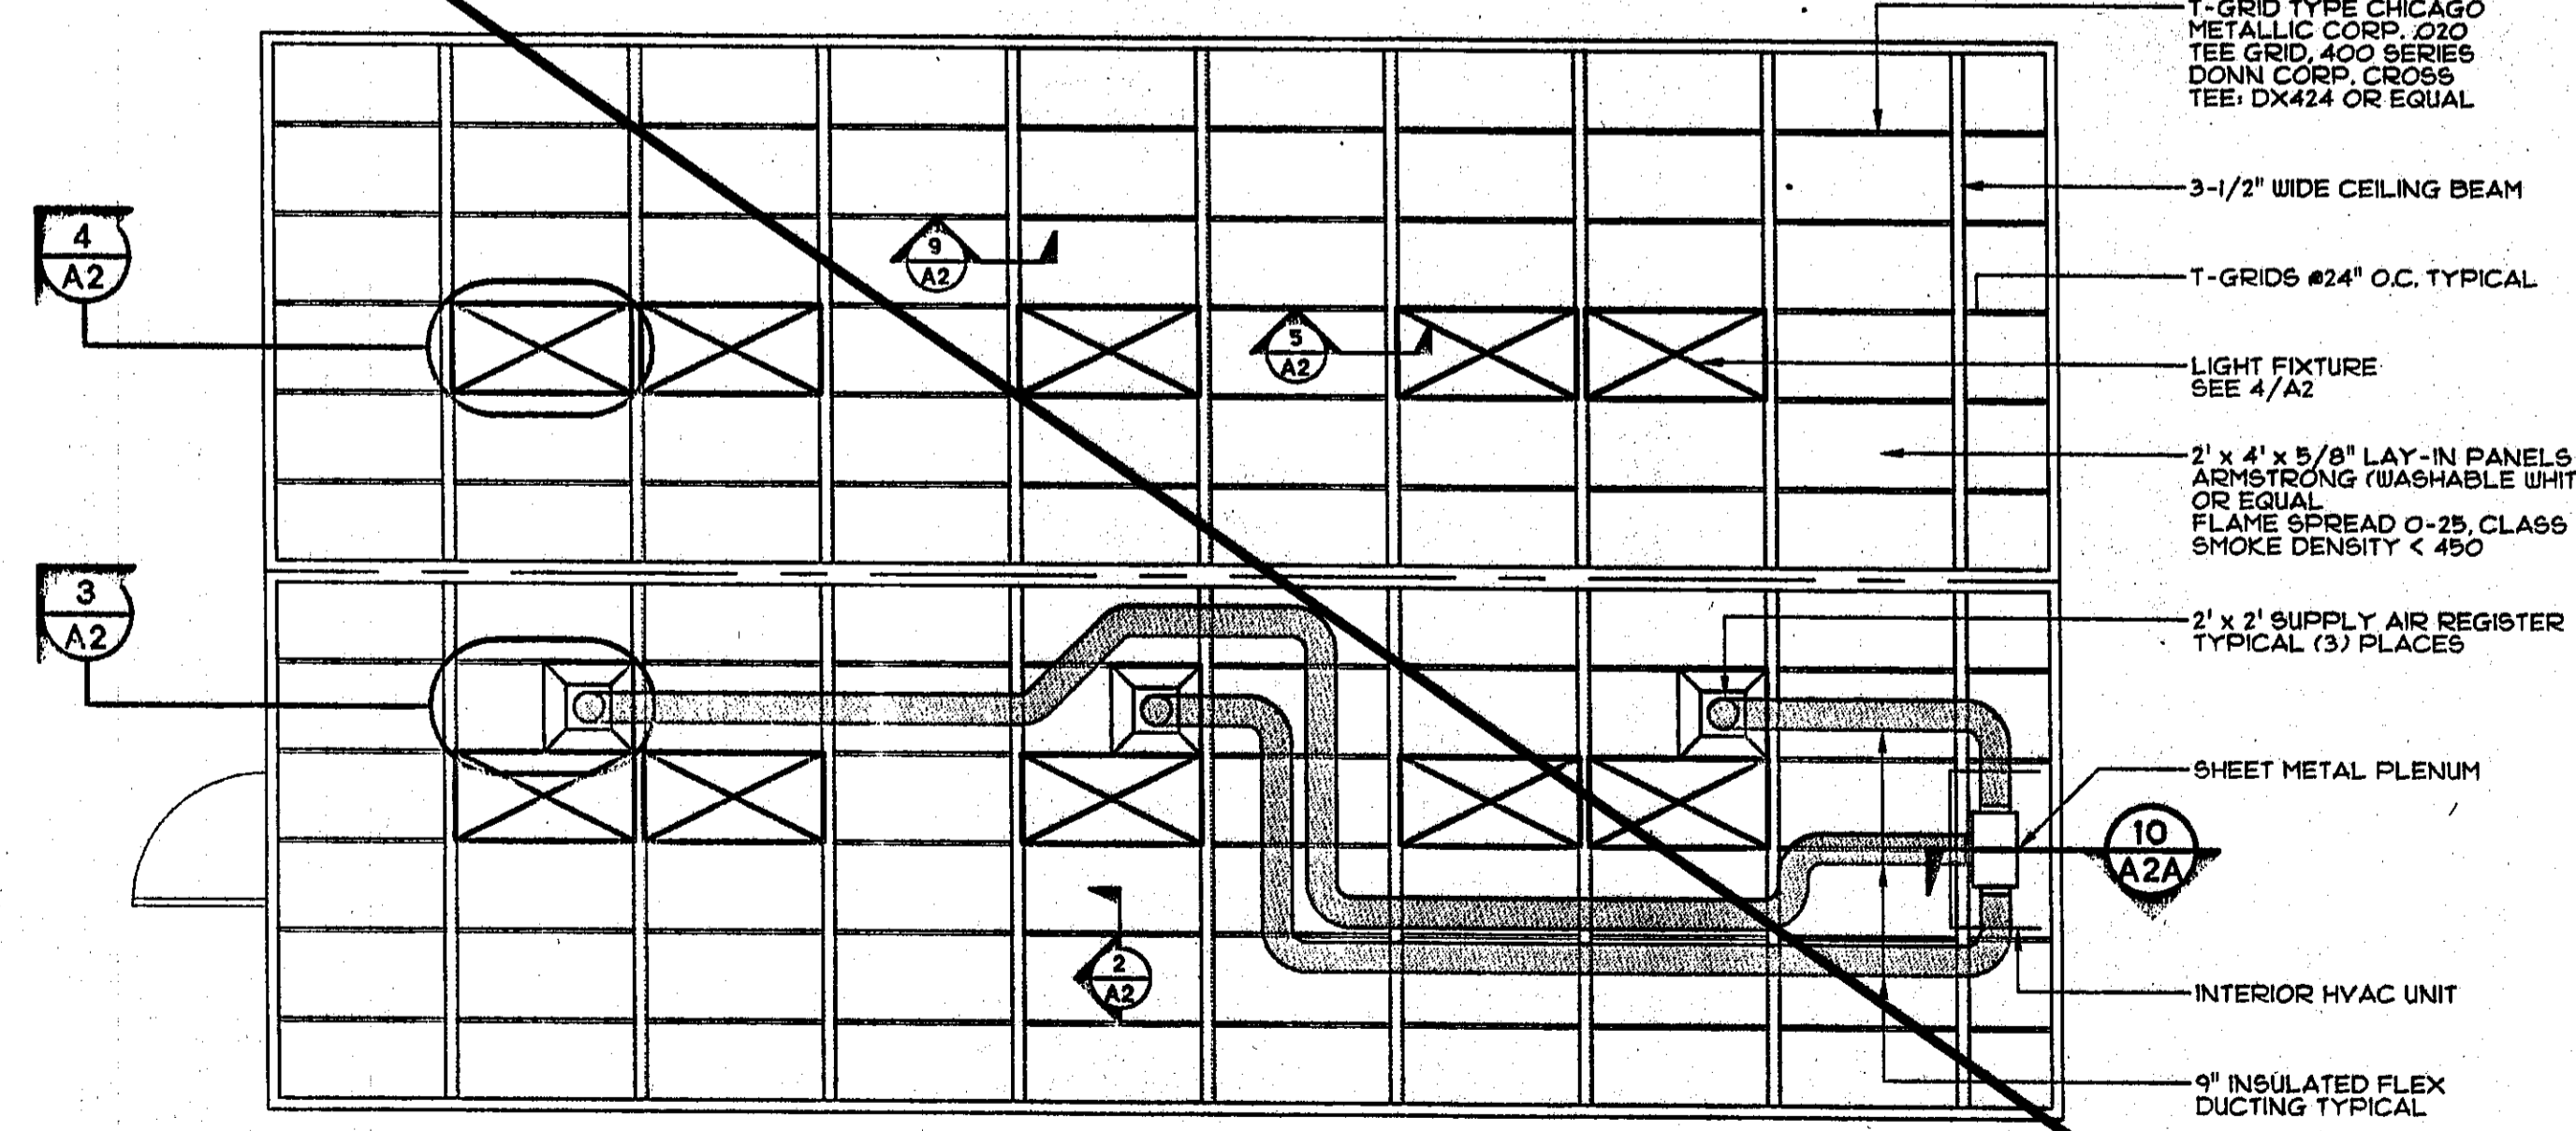 T-GRID TYPE CHICAGO
METALLIC CORP. .020
TEE GRID, 400 SERIES
DONN CORP. CROSS
TEE: DX424 OR EQUAL
3-1/2" WIDE CEILING BEAM
T-GRIDS @24" O.C. TYPICAL
LIGHT FIXTURE
SEE 4/A2
2' x 4' x 5/8" LAY-IN PANELS
ARMSTRONG (WASHABLE WHIT
OR EQUAL
FLAME SPREAD 0-25, CLASS
SMOKE DENSITY < 450
2' x 2' SUPPLY AIR REGISTER
TYPICAL (3) PLACES
SHEET METAL PLENUM
10
A2A
INTERIOR HVAC UNIT
9" INSULATED FLEX
DUCTING TYPICAL
4
A2
9
A2
5
A2
3
A2
2
A2